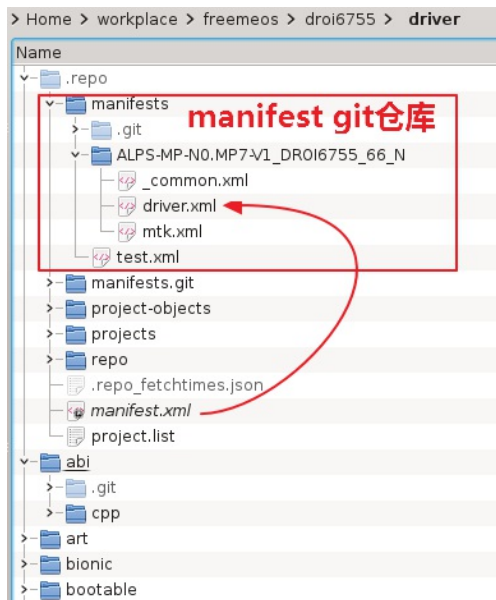 > Home > workplace > freemeos > droi6755 > driver
Name
.repo
manifests
manifest git仓库
.git
ALPS-MP-N0.MP7-V1_DROI6755_66_N
_common.xml
driver.xml
mtk.xml
test.xml
manifests.git
project-objects
projects
repo
.repo_fetchtimes.json
manifest.xml
project.list
abi
.git
cpp
art
bionic
bootable